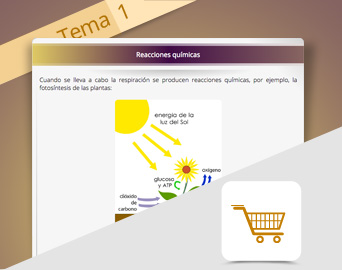 Tema 1
Reacciones químicas
Cuando se lleva a cabo la respiración se producen reacciones químicas, por ejemplo, la
fotosíntesis de las plantas:
energía de la
luz del Sol
oxígeno
glucosa
y ATP
dióxido
de
carbono